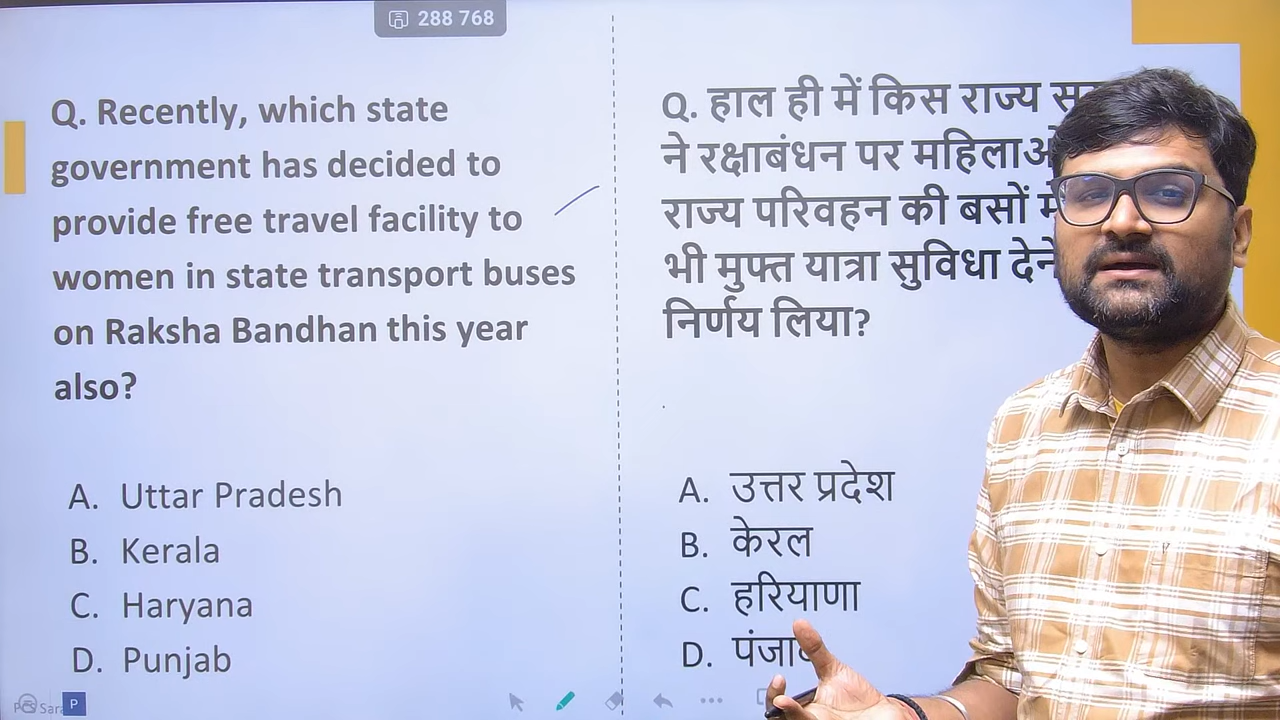 288 768
Q. Recently, which state
government has decided to
provide free travel facility to
women in state transport buses
on Raksha Bandhan this year
also?
A. Uttar Pradesh
B. Kerala
C. Haryana
D. Punjab
Q. हाल ही में किस राज्य
ने रक्षाबंधन पर
राज्य परिवहन की बसों
भी मुफ्त यात्रा सुविधा
निर्णय लिया?
A. उत्तर प्रदेश
B. केरल
C. हरियाणा
D.
P